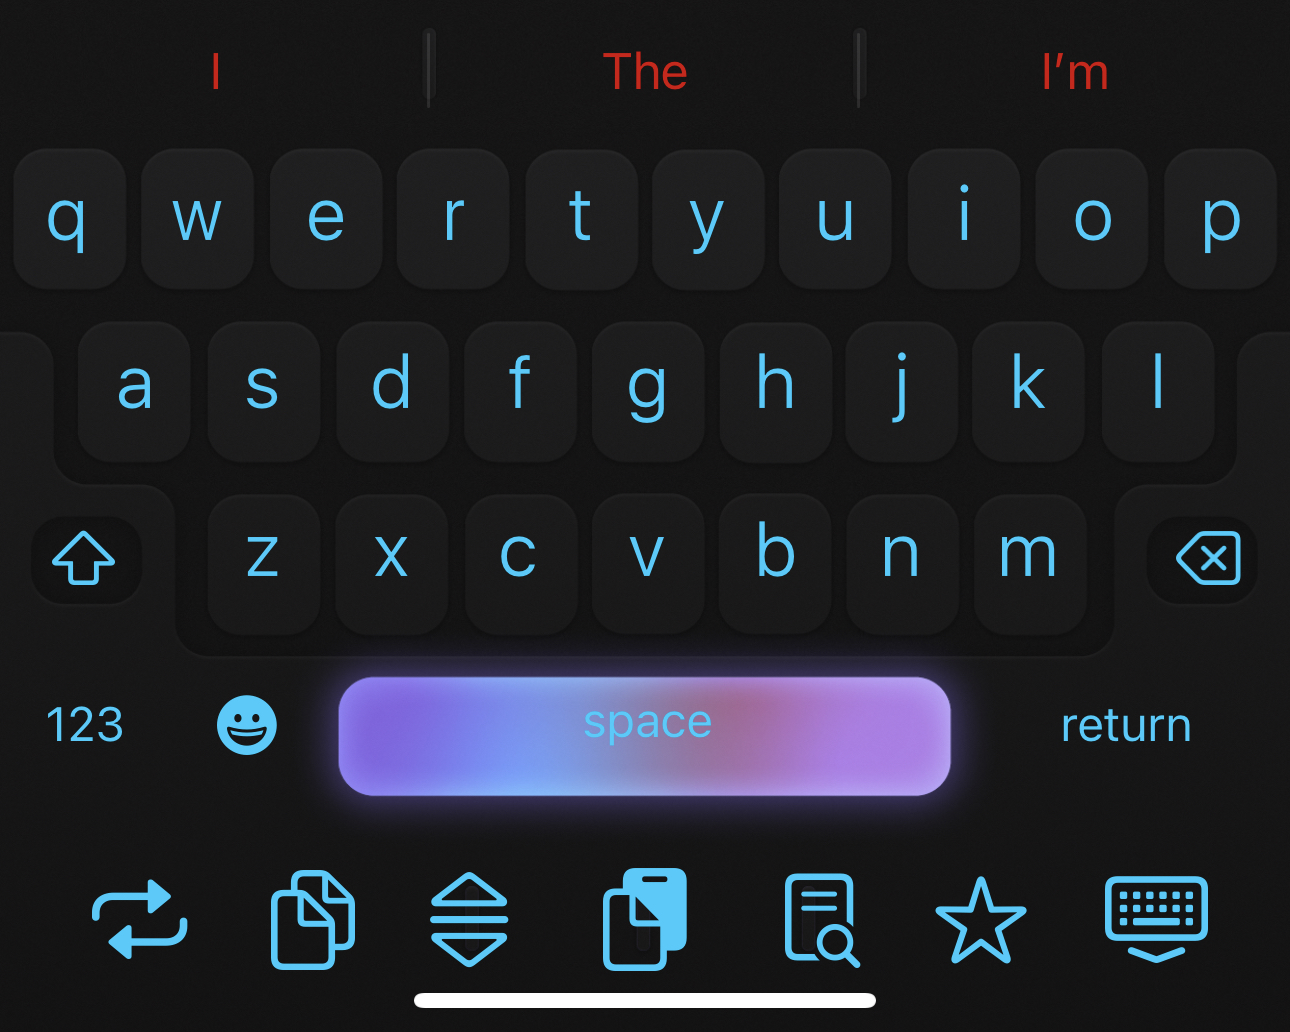 I The I’m
q w e r t y u i o p
a s d f g h j k l
z x c v b n m
123 space return